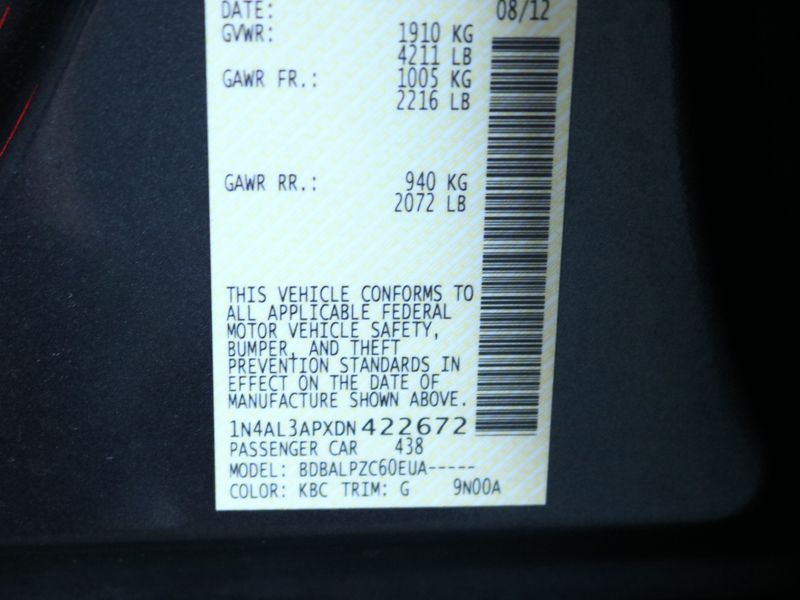 DATE: 08/12
GVWR: 1910 KG
4211 LB
GAWR FR.: 1005 KG
2216 LB
GAWR RR.: 940 KG
2072 LB
THIS VEHICLE CONFORMS TO
ALL APPLICABLE FEDERAL
MOTOR VEHICLE SAFETY,
BUMPER, AND THEFT
PREVENTION STANDARDS IN
EFFECT ON THE DATE OF
MANUFACTURE SHOWN ABOVE.
1N4AL3APXDN422672
PASSENGER CAR 438
MODEL: BDBALPZC60EUA-----
COLOR: KBC TRIM: G 9N00A